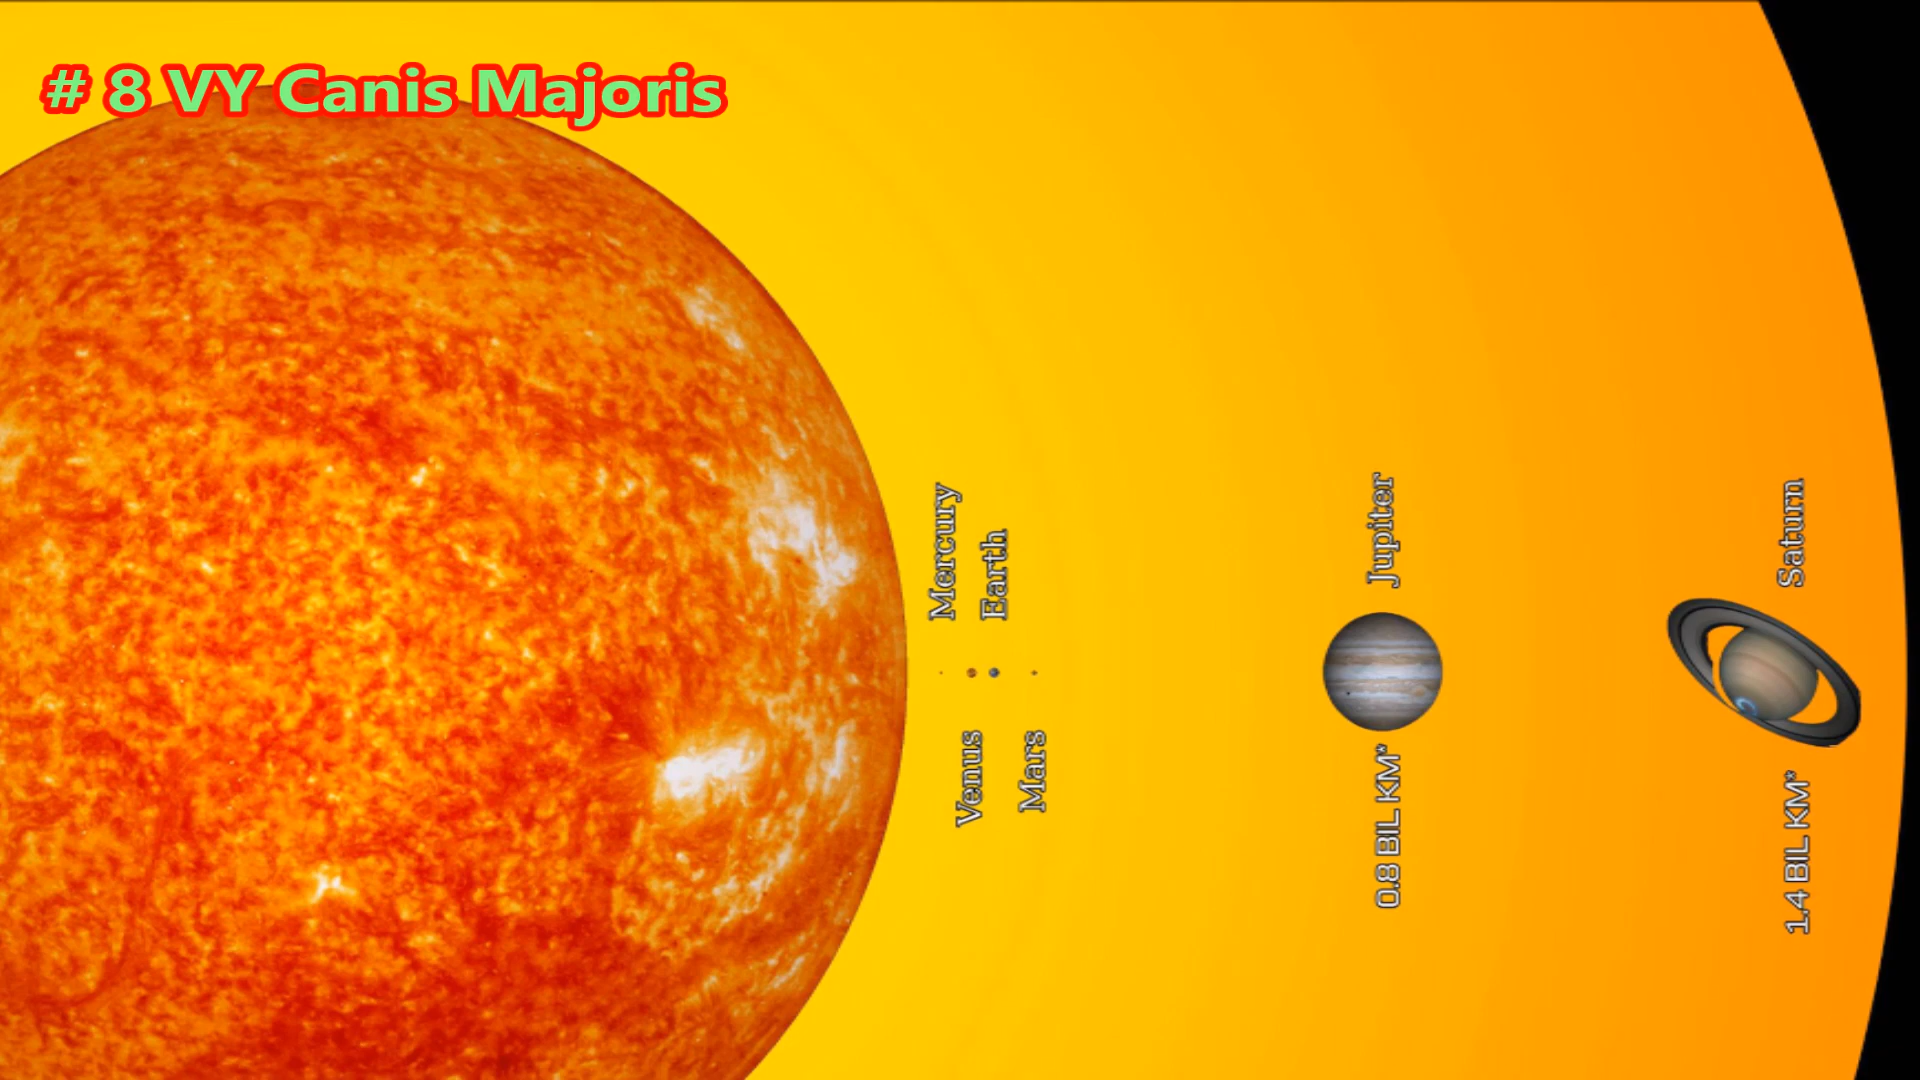 # 8 VY Canis Majoris
Mercury
Venus
Earth
Mars
Jupiter
0.8 BIL KM*
Saturn
1.4 BIL KM*